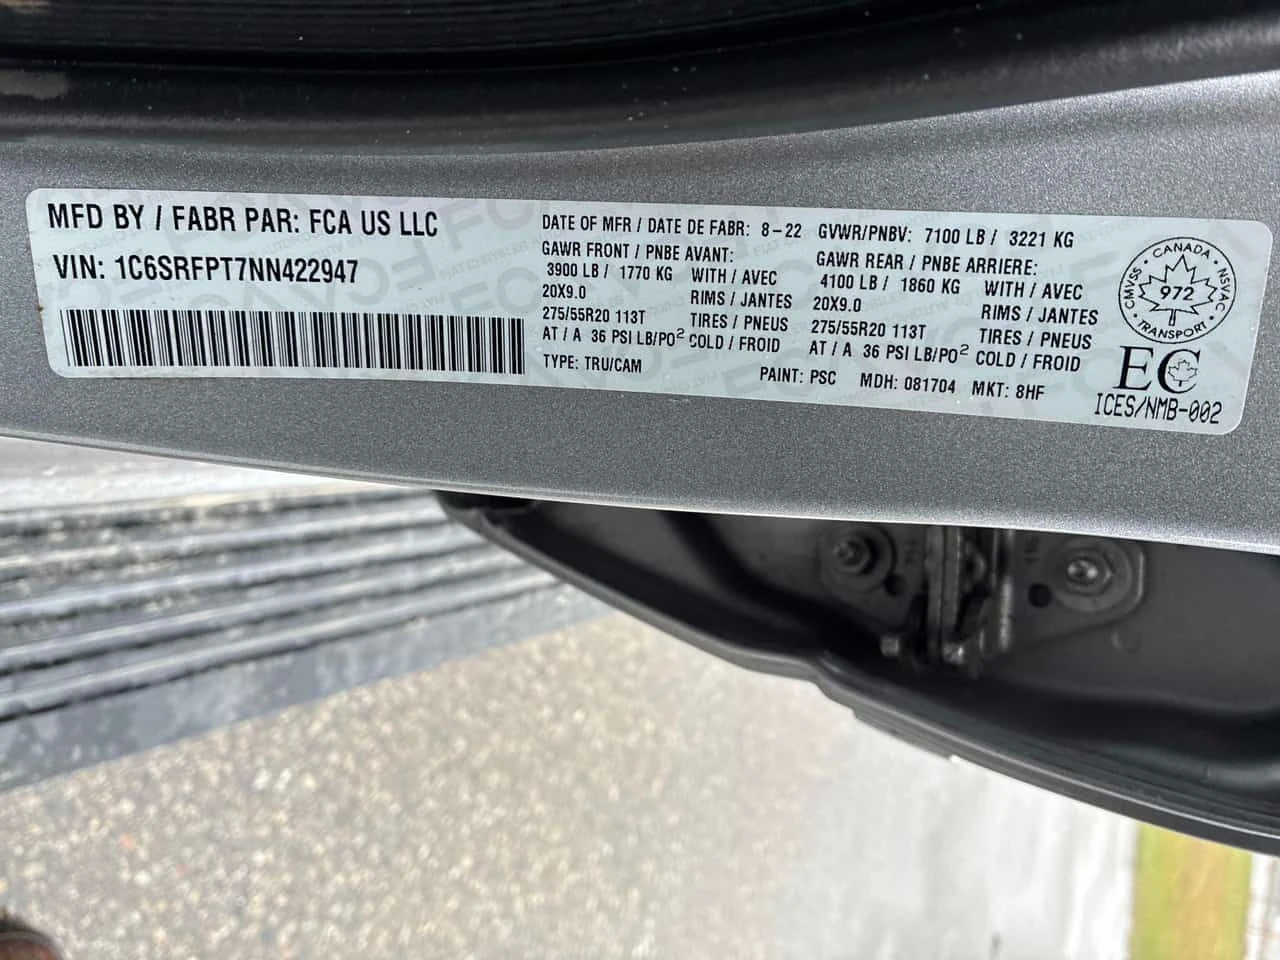 MFD BY / FABR PAR: FCA US LLC
VIN: 1C6SRFPT7NN422947
DATE OF MFR / DATE DE FABR: 8-22
GAWR FRONT / PNBE AVANT:
3900 LB / 1770 KG WITH / AVEC
20X9.0 RIMS / JANTES
275/55R20 113T TIRES / PNEUS
AT / A 36 PSI LB/PO² COLD / FROID
TYPE: TRU/CAM
GVWR/PNBV: 7100 LB / 3221 KG
GAWR REAR / PNBE ARRIERE:
4100 LB / 1860 KG WITH / AVEC
20X9.0 RIMS / JANTES
275/55R20 113T TIRES / PNEUS
AT / A 36 PSI LB/PO² COLD / FROID
PAINT: PSC MDH: 081704 MKT: 8HF
CMVSS · CANADA · NSVAC · TRANSPORT ·
972
EC
ICES/NMB-002